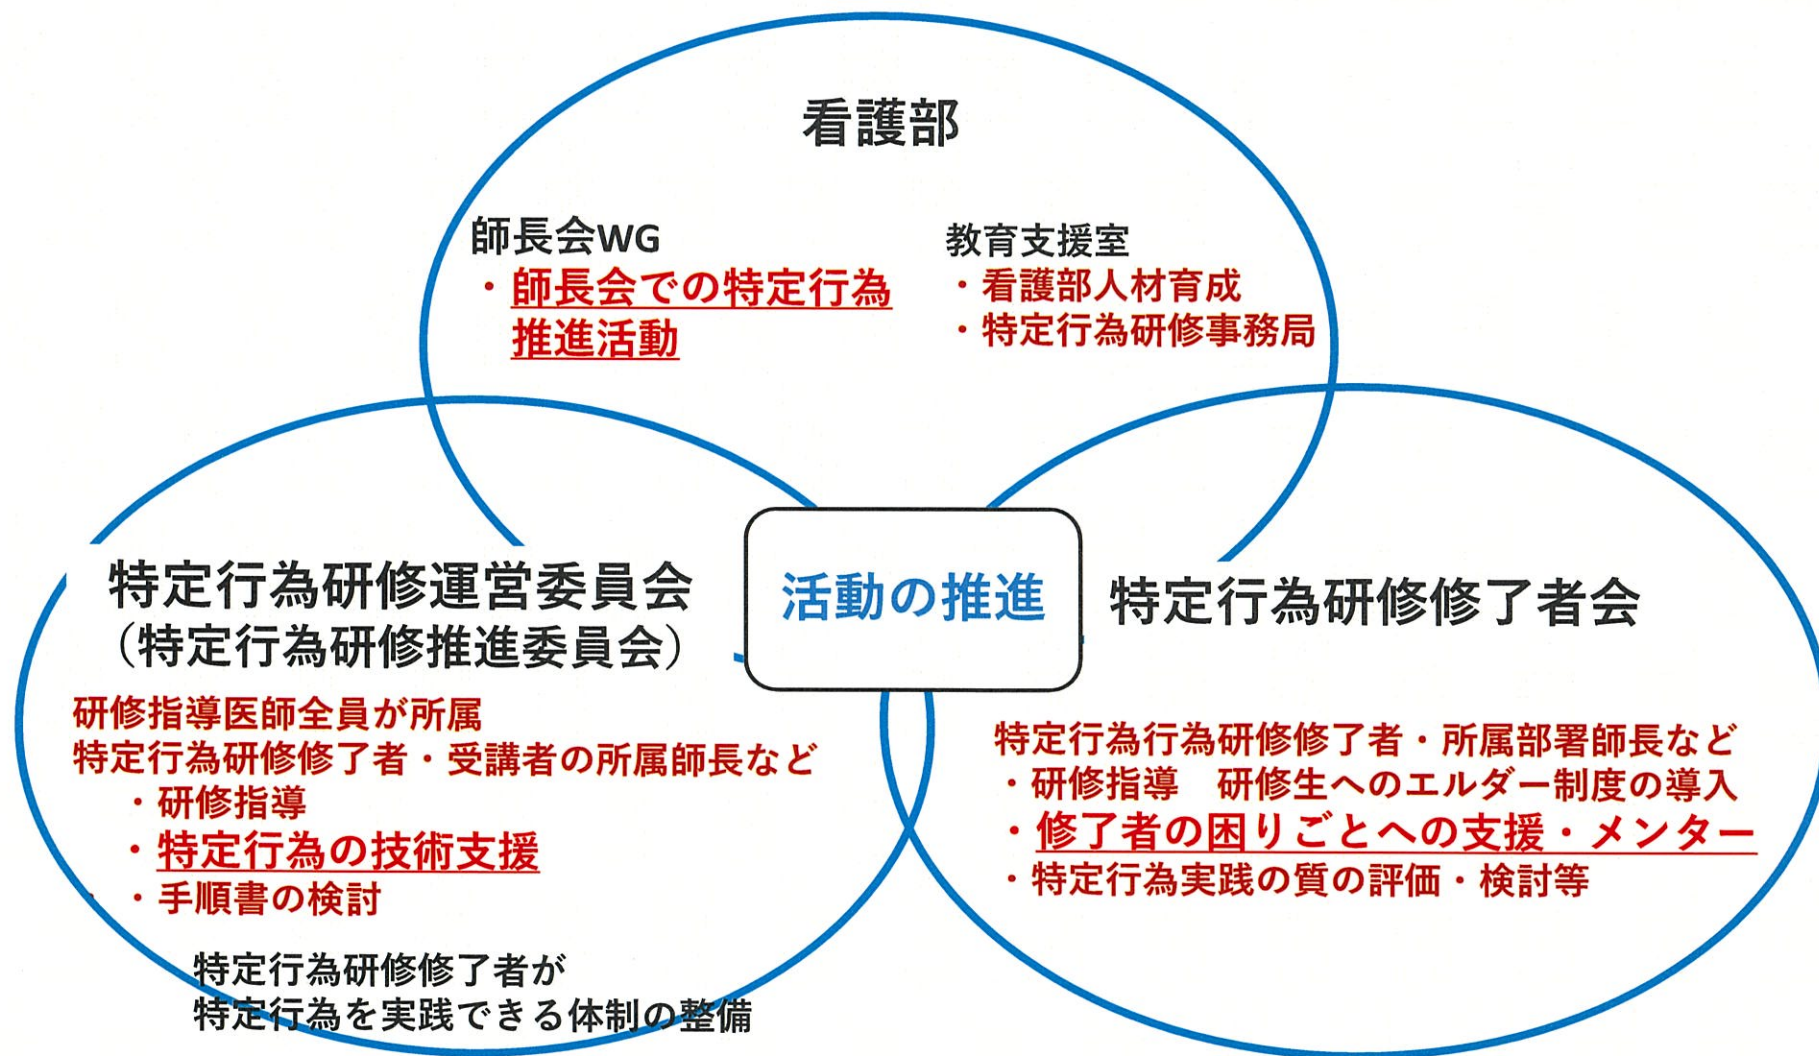 看護部
師長会WG
・師長会での特定行為
推進活動
教育支援室
・看護部人材育成
・特定行為研修事務局
特定行為研修運営委員会
（特定行為研修推進委員会）
活動の推進
特定行為研修修了者会
研修指導医師全員が所属
特定行為研修修了者・受講者の所属師長など
・研修指導
・特定行為の技術支援
・・手順書の検討
特定行為研修修了者が
特定行為を実践できる体制の整備
特定行為行為研修修了者・所属部署師長など
・研修指導　研修生へのエルダー制度の導入
・修了者の困りごとへの支援・メンター
・特定行為実践の質の評価・検討等